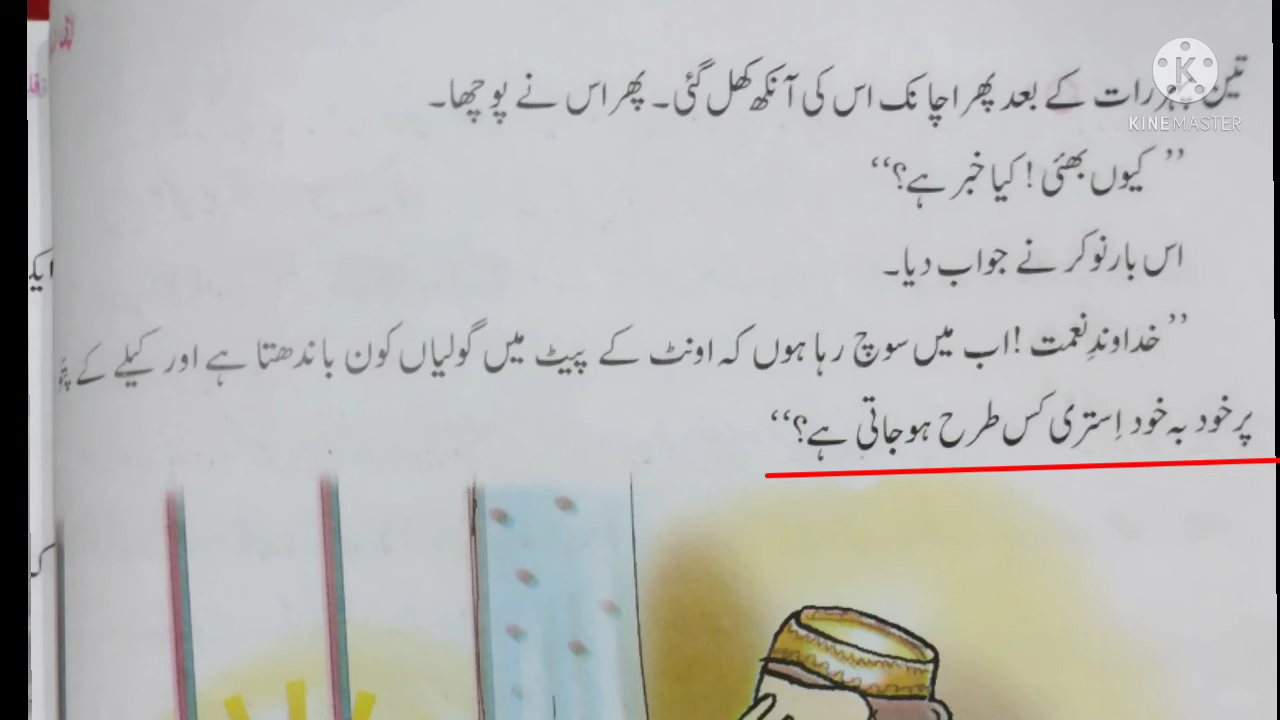 تین پہر رات کے بعد پھر اچانک اس کی آنکھ کھل گئی۔ پھر اس نے پوچھا۔
KINEMASTER
’’کیوں بھئی! کیا خبر ہے؟‘‘
اس بار نوکر نے جواب دیا۔
’’خداوندِ نعمت! اب میں سوچ رہا ہوں کہ اونٹ کے پیٹ میں گولیاں کون باندھتا ہے اور کیلے کے
پر خود بہ خود اِستری کس طرح ہوجاتی ہے؟‘‘